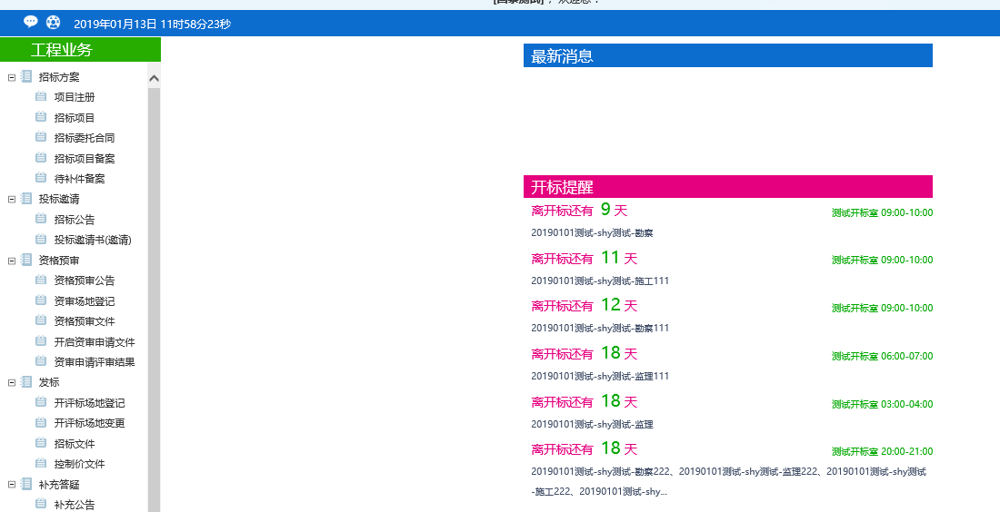 2019年01月13日 11时58分23秒
工程业务
招标方案
项目注册
招标项目
招标委托合同
招标项目备案
待补件备案
投标邀请
招标公告
投标邀请书(邀请)
资格预审
资格预审公告
资审场地登记
资格预审文件
开启资审申请文件
资审申请评审结果
发标
开评标场地登记
开评标场地变更
招标文件
控制价文件
补充答疑
补充公告
最新消息
开标提醒
离开标还有 9 天 测试开标室 09:00-10:00
20190101测试-shy测试-勘察
离开标还有 11 天 测试开标室 09:00-10:00
20190101测试-shy测试-施工111
离开标还有 12 天 测试开标室 09:00-10:00
20190101测试-shy测试-勘察111
离开标还有 18 天 测试开标室 06:00-07:00
20190101测试-shy测试-监理111
离开标还有 18 天 测试开标室 03:00-04:00
20190101测试-shy测试-监理
离开标还有 18 天 测试开标室 20:00-21:00
20190101测试-shy测试-勘察222、20190101测试-shy测试-监理222、20190101测试-shy测试
-施工222、20190101测试-shy...